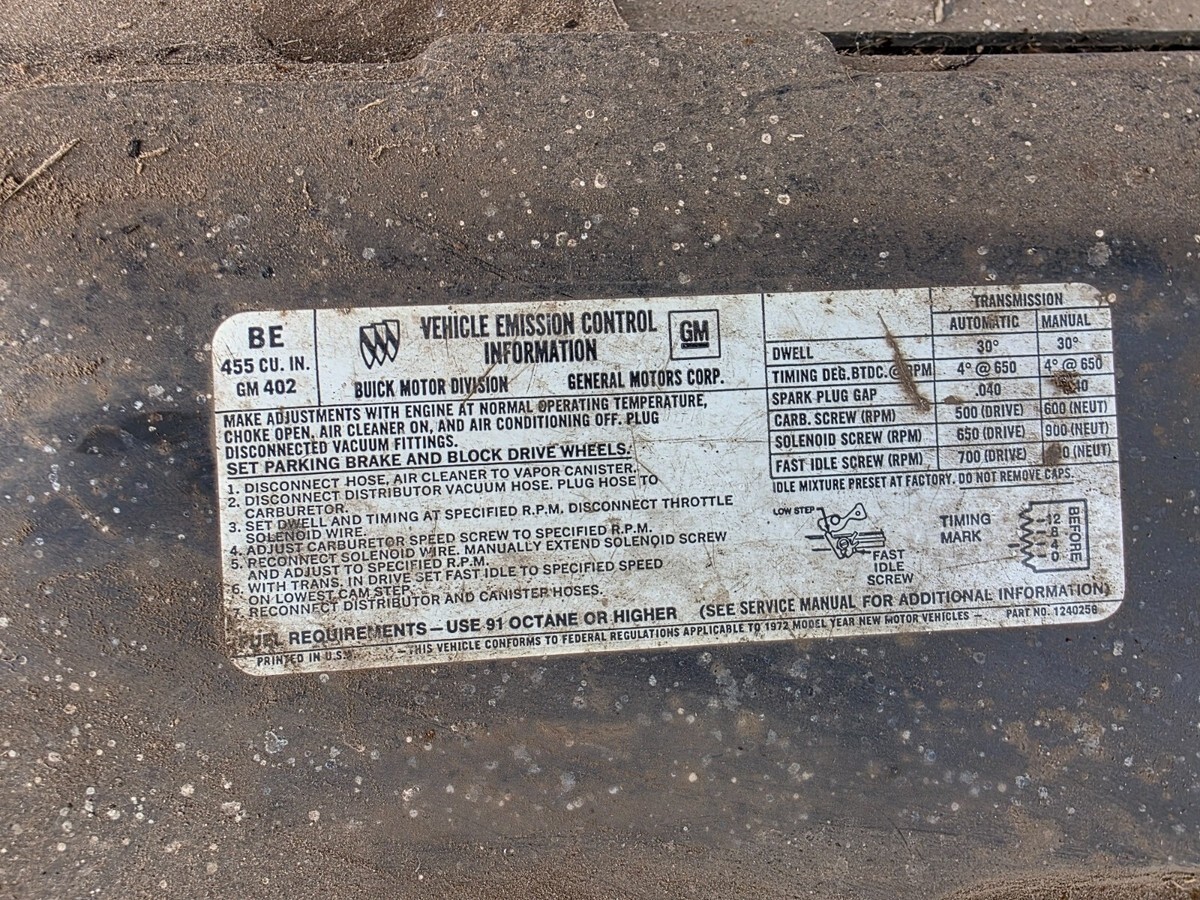 BE
455 CU. IN.
GM 402
VEHICLE EMISSION CONTROL
INFORMATION
GM
BUICK MOTOR DIVISION GENERAL MOTORS CORP.
MAKE ADJUSTMENTS WITH ENGINE AT NORMAL OPERATING TEMPERATURE,
CHOKE OPEN, AIR CLEANER ON, AND AIR CONDITIONING OFF. PLUG
DISCONNECTED VACUUM FITTINGS.
SET PARKING BRAKE AND BLOCK DRIVE WHEELS.
1. DISCONNECT HOSE, AIR CLEANER TO VAPOR CANISTER.
2. DISCONNECT DISTRIBUTOR VACUUM HOSE. PLUG HOSE TO
CARBURETOR.
3. SET DWELL AND TIMING AT SPECIFIED R.P.M. DISCONNECT THROTTLE
SOLENOID WIRE.
4. ADJUST CARBURETOR SPEED SCREW TO SPECIFIED R.P.M.
5. RECONNECT SOLENOID WIRE. MANUALLY EXTEND SOLENOID SCREW
AND ADJUST TO SPECIFIED R.P.M.
6. WITH TRANS. IN DRIVE SET FAST IDLE TO SPECIFIED SPEED
ON LOWEST CAM STEP.
7. RECONNECT DISTRIBUTOR AND CANISTER HOSES.
TRANSMISSION
AUTOMATIC MANUAL
DWELL 30° 30°
TIMING DEG.BTDC.@RPM 4° @ 650 4° @ 650
SPARK PLUG GAP .040
CARB. SCREW (RPM) 500 (DRIVE) 600 (NEUT)
SOLENOID SCREW (RPM) 650 (DRIVE) 900 (NEUT)
FAST IDLE SCREW (RPM) 700 (DRIVE) (NEUT)
IDLE MIXTURE PRESET AT FACTORY. DO NOT REMOVE CAPS.
LOW STEP
FAST
IDLE
SCREW
TIMING
MARK
12
8
4
0
BEFORE
FUEL REQUIREMENTS — USE 91 OCTANE OR HIGHER (SEE SERVICE MANUAL FOR ADDITIONAL INFORMATION)
PRINTED IN U.S. — THIS VEHICLE CONFORMS TO FEDERAL REGULATIONS APPLICABLE TO 1972 MODEL YEAR NEW MOTOR VEHICLES — PART NO. 1240256